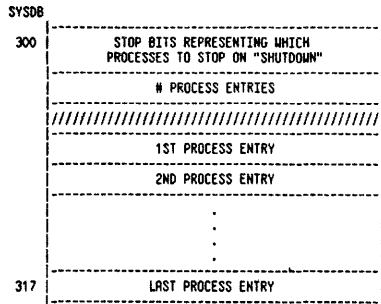 SYSDB
300 STOP BITS REPRESENTING WHICH
PROCESSES TO STOP ON "SHUTDOWN"
# PROCESS ENTRIES
1ST PROCESS ENTRY
2ND PROCESS ENTRY
.
.
.
317 LAST PROCESS ENTRY